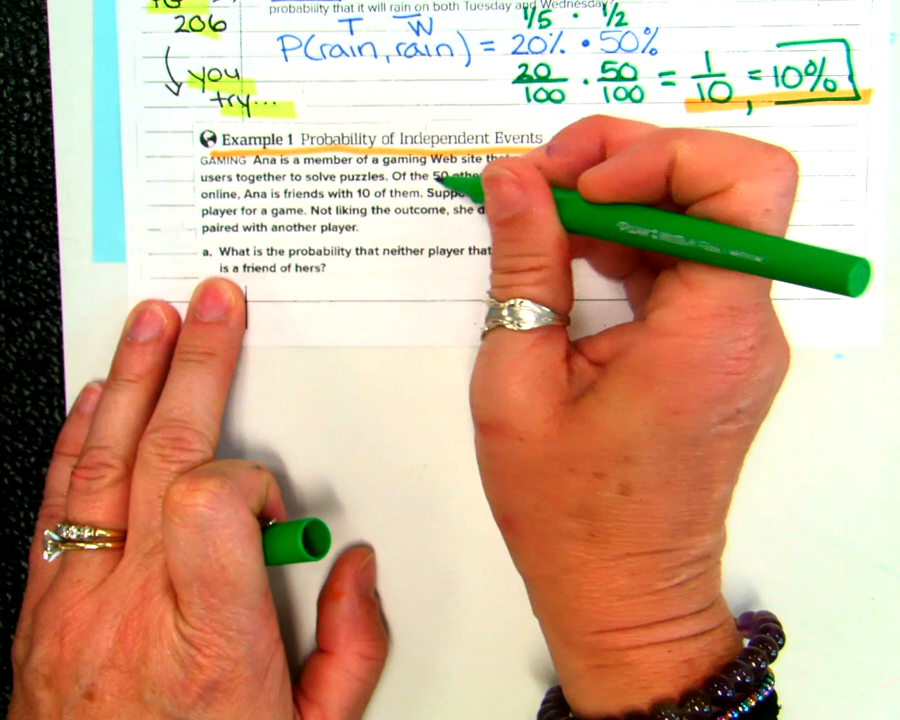 probability that it will rain on both Tuesday and Wednesday?
206
1/5 · 1/2
T W
P(rain, rain) = 20% · 50%
20/100 · 50/100 = 1/10, = 10%
you
try...
Example 1 Probability of Independent Events
GAMING Ana is a member of a gaming Web site
users together to solve puzzles. Of the 50
online, Ana is friends with 10 of them.
player for a game. Not liking the outcome, she
paired with another player.
a. What is the probability that neither player that
is a friend of hers?